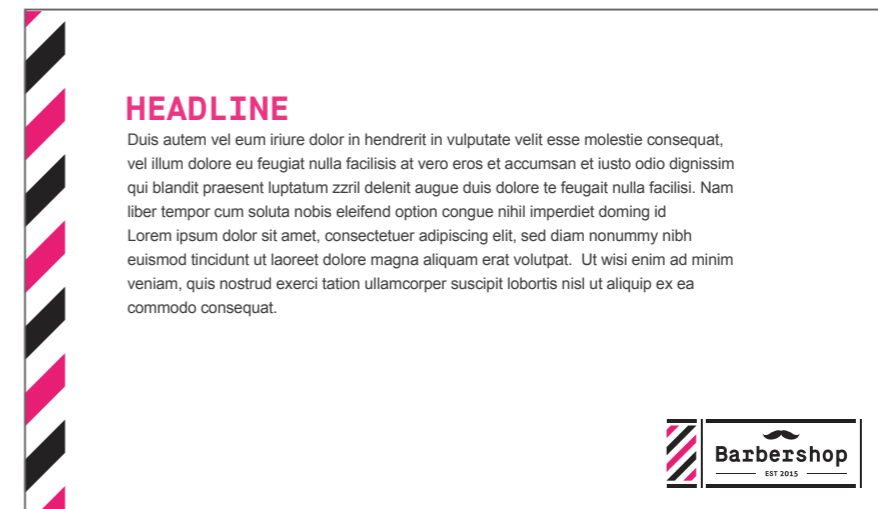 HEADLINE
Duis autem vel eum iriure dolor in hendrerit in vulputate velit esse molestie consequat,
vel illum dolore eu feugiat nulla facilisis at vero eros et accumsan et iusto odio dignissim
qui blandit praesent luptatum zzril delenit augue duis dolore te feugait nulla facilisi. Nam
liber tempor cum soluta nobis eleifend option congue nihil imperdiet doming id
Lorem ipsum dolor sit amet, consectetuer adipiscing elit, sed diam nonummy nibh
euismod tincidunt ut laoreet dolore magna aliquam erat volutpat.  Ut wisi enim ad minim
veniam, quis nostrud exerci tation ullamcorper suscipit lobortis nisl ut aliquip ex ea
commodo consequat.
Barbershop
EST 2015